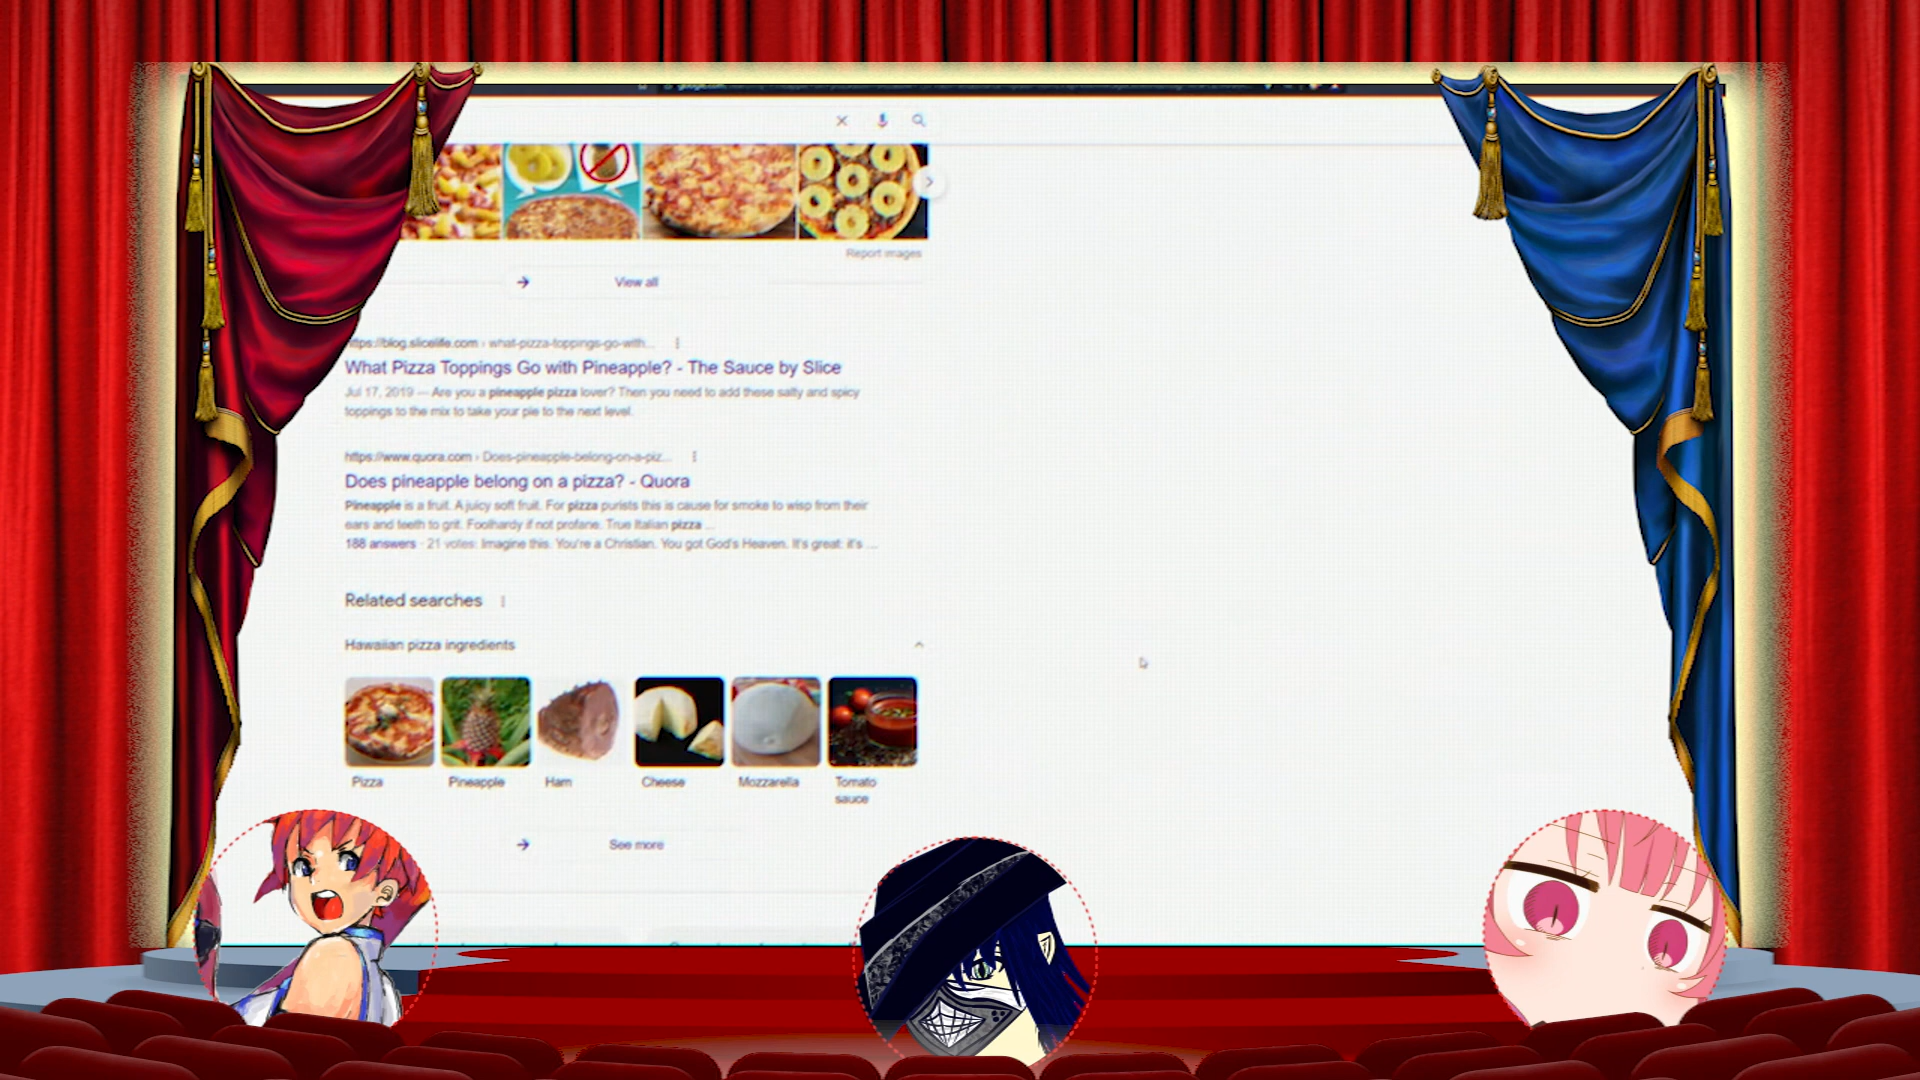 Report images
View all
https://blog.slicelife.com › what-pizza-toppings-go-with...
What Pizza Toppings Go with Pineapple? - The Sauce by Slice
Jul 17, 2019 — Are you a pineapple pizza lover? Then you need to add these salty and spicy
toppings to the mix to take your pie to the next level.
https://www.quora.com › Does-pineapple-belong-on-a-piz...
Does pineapple belong on a pizza? - Quora
Pineapple is a fruit. A juicy soft fruit. For pizza purists this is cause for smoke to wisp from their
ears and teeth to grit. Foolhardy if not profane. True Italian pizza ...
188 answers · 21 votes: Imagine this. You're a Christian. You got God's Heaven. It's great: it's ...
Related searches
Hawaiian pizza ingredients
Pizza
Pineapple
Ham
Cheese
Mozzarella
Tomato
sauce
See more